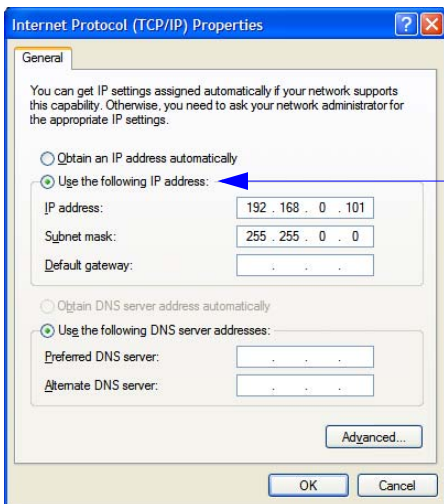 Internet Protocol (TCP/IP) Properties
General
You can get IP settings assigned automatically if your network supports
this capability. Otherwise, you need to ask your network administrator for
the appropriate IP settings.
Obtain an IP address automatically
Use the following IP address:
IP address: 192 . 168 . 0 . 101
Subnet mask: 255 . 255 . 0 . 0
Default gateway: . . .
Obtain DNS server address automatically
Use the following DNS server addresses:
Preferred DNS server: . . .
Alternate DNS server: . . .
Advanced...
OK Cancel